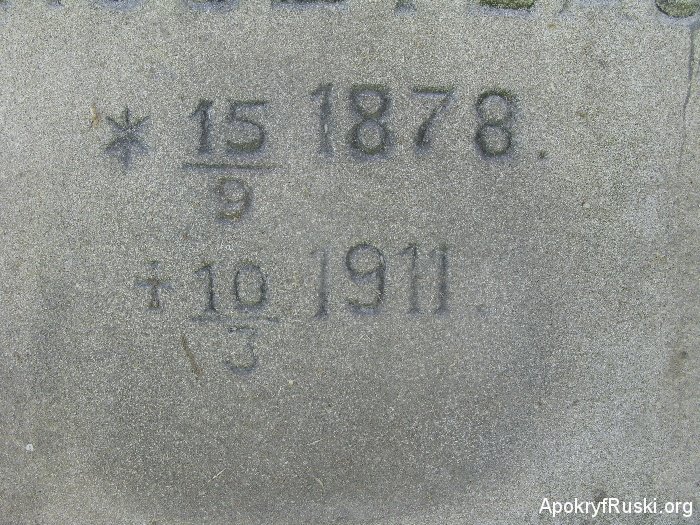 * 15/9 1878.
† 10/3 1911.
ApokryfRuski.org